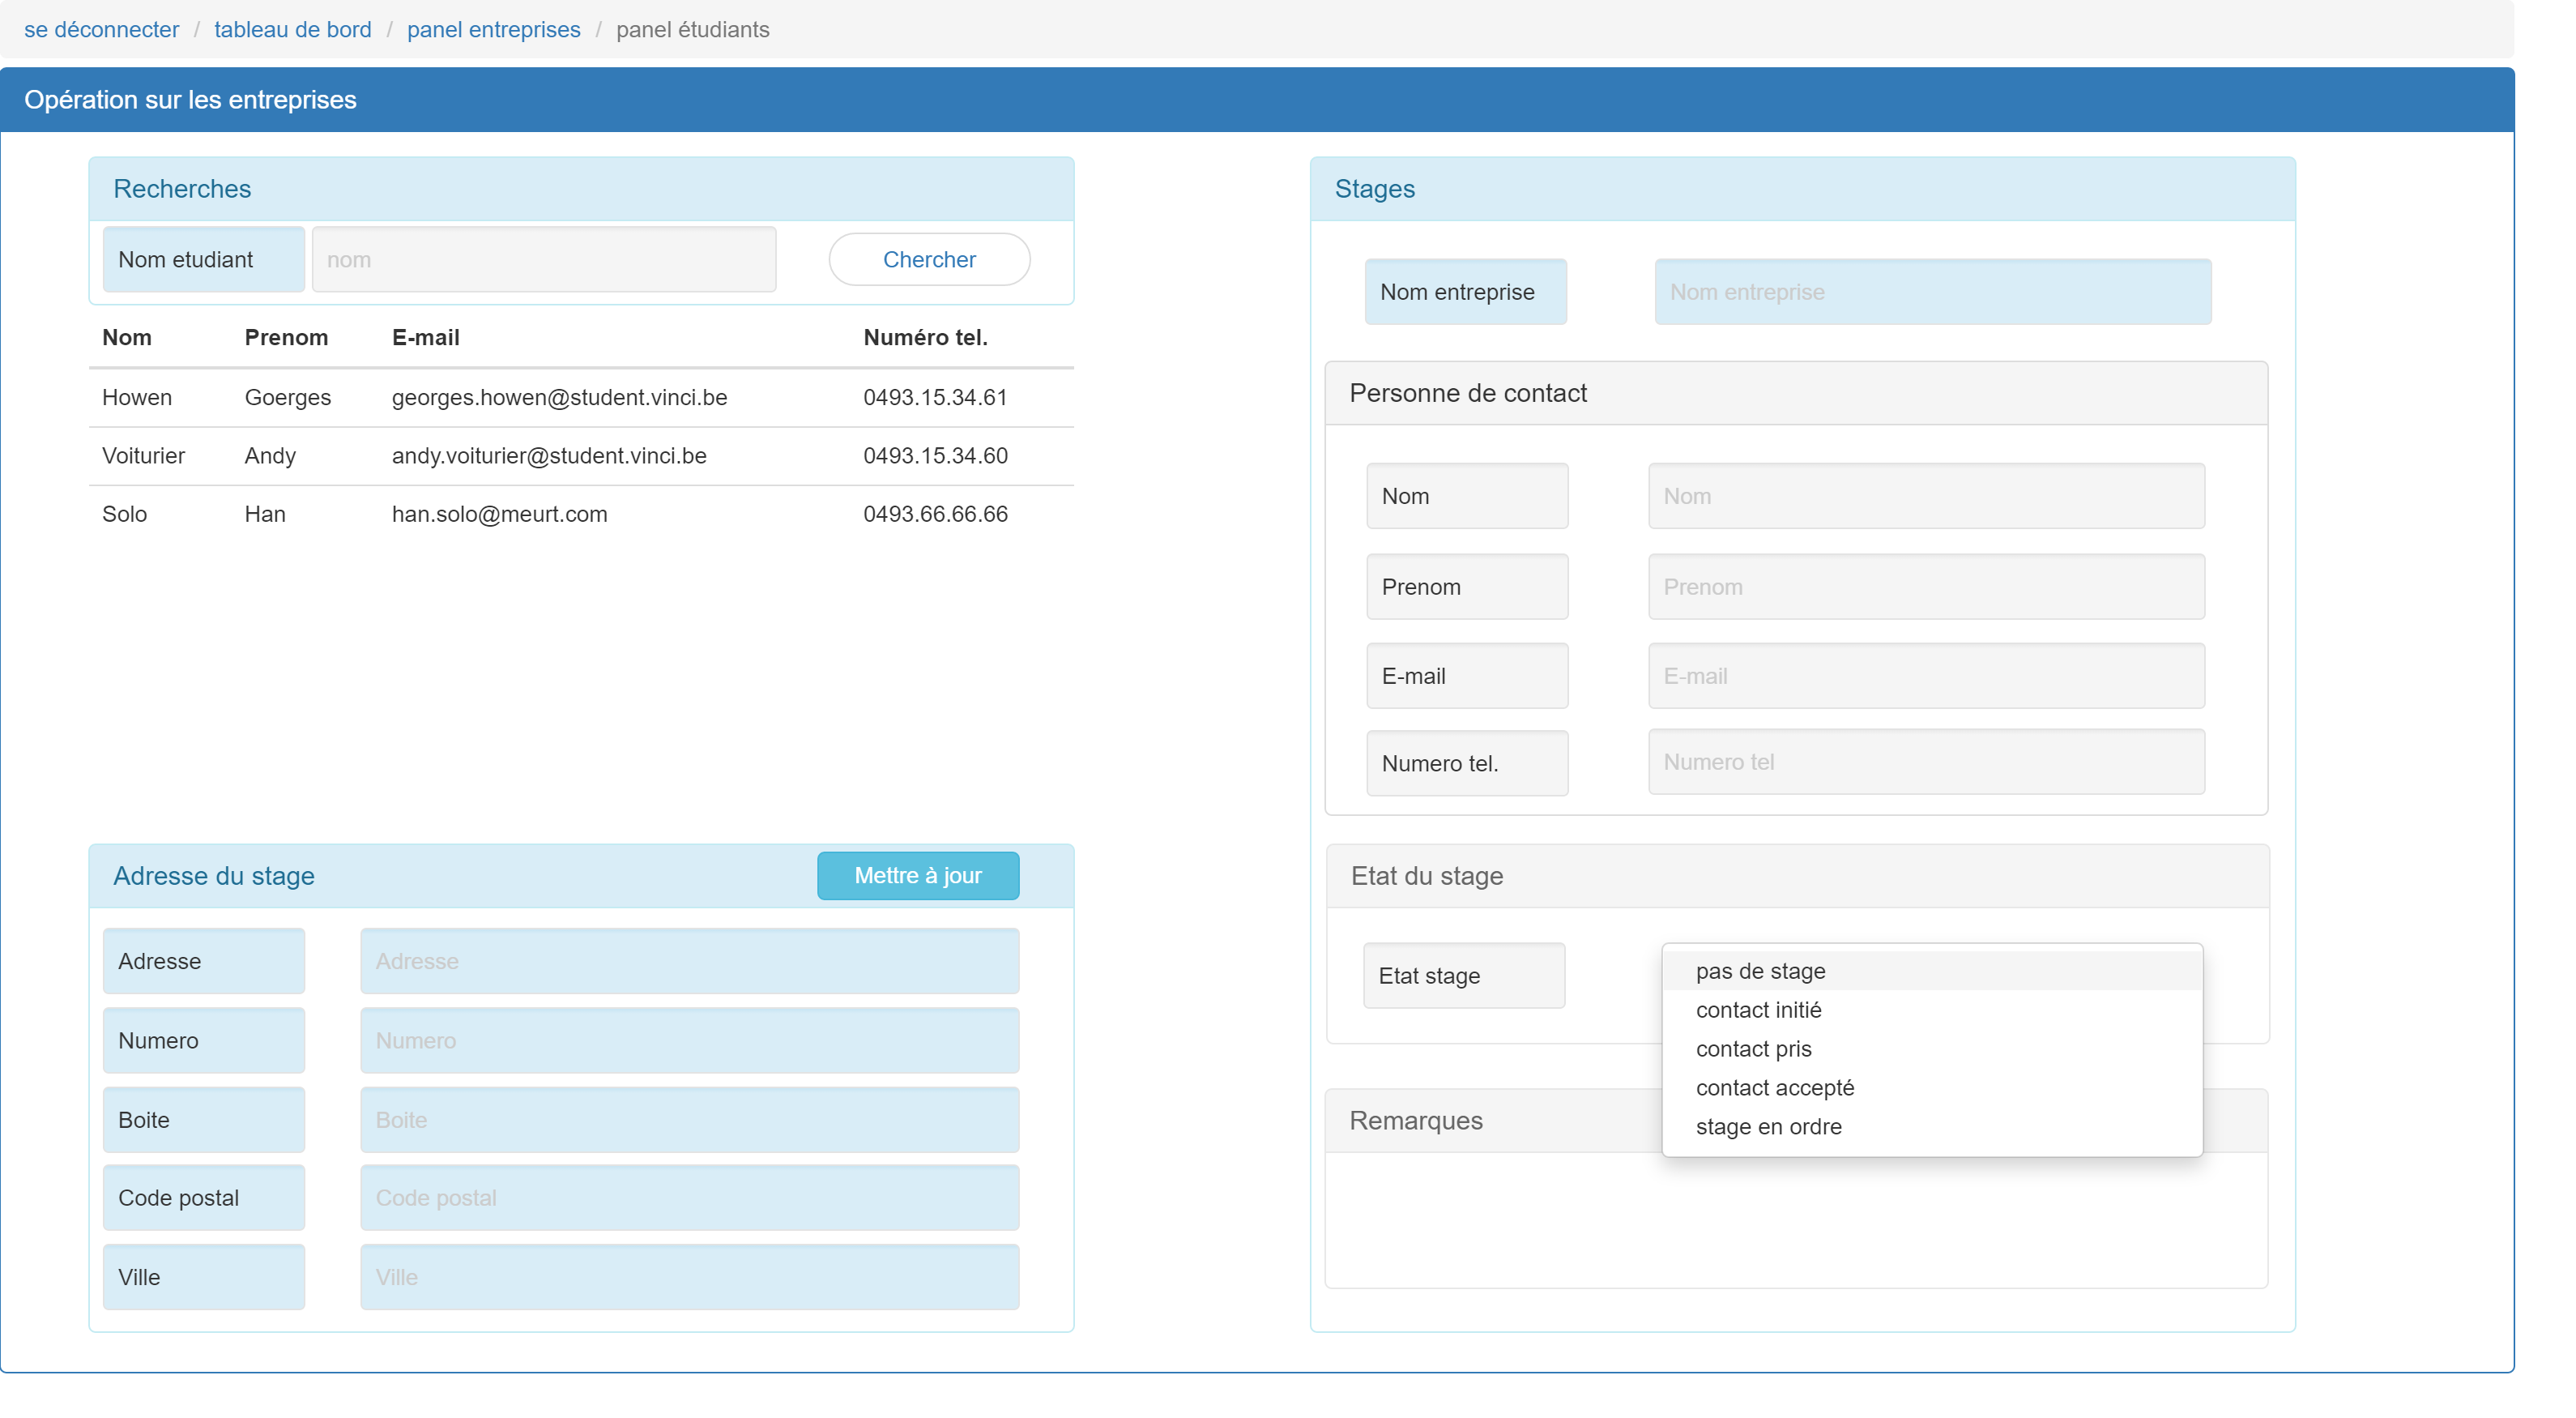 se déconnecter / tableau de bord / panel entreprises / panel étudiants
Opération sur les entreprises
Recherches
Nom etudiant nom Chercher
Nom Prenom E-mail Numéro tel.
Howen Goerges georges.howen@student.vinci.be 0493.15.34.61
Voiturier Andy andy.voiturier@student.vinci.be 0493.15.34.60
Solo Han han.solo@meurt.com 0493.66.66.66
Adresse du stage Mettre à jour
Adresse Adresse
Numero Numero
Boite Boite
Code postal Code postal
Ville Ville
Stages
Nom entreprise Nom entreprise
Personne de contact
Nom Nom
Prenom Prenom
E-mail E-mail
Numero tel. Numero tel
Etat du stage
Etat stage
pas de stage
contact initié
contact pris
contact accepté
stage en ordre
Remarques